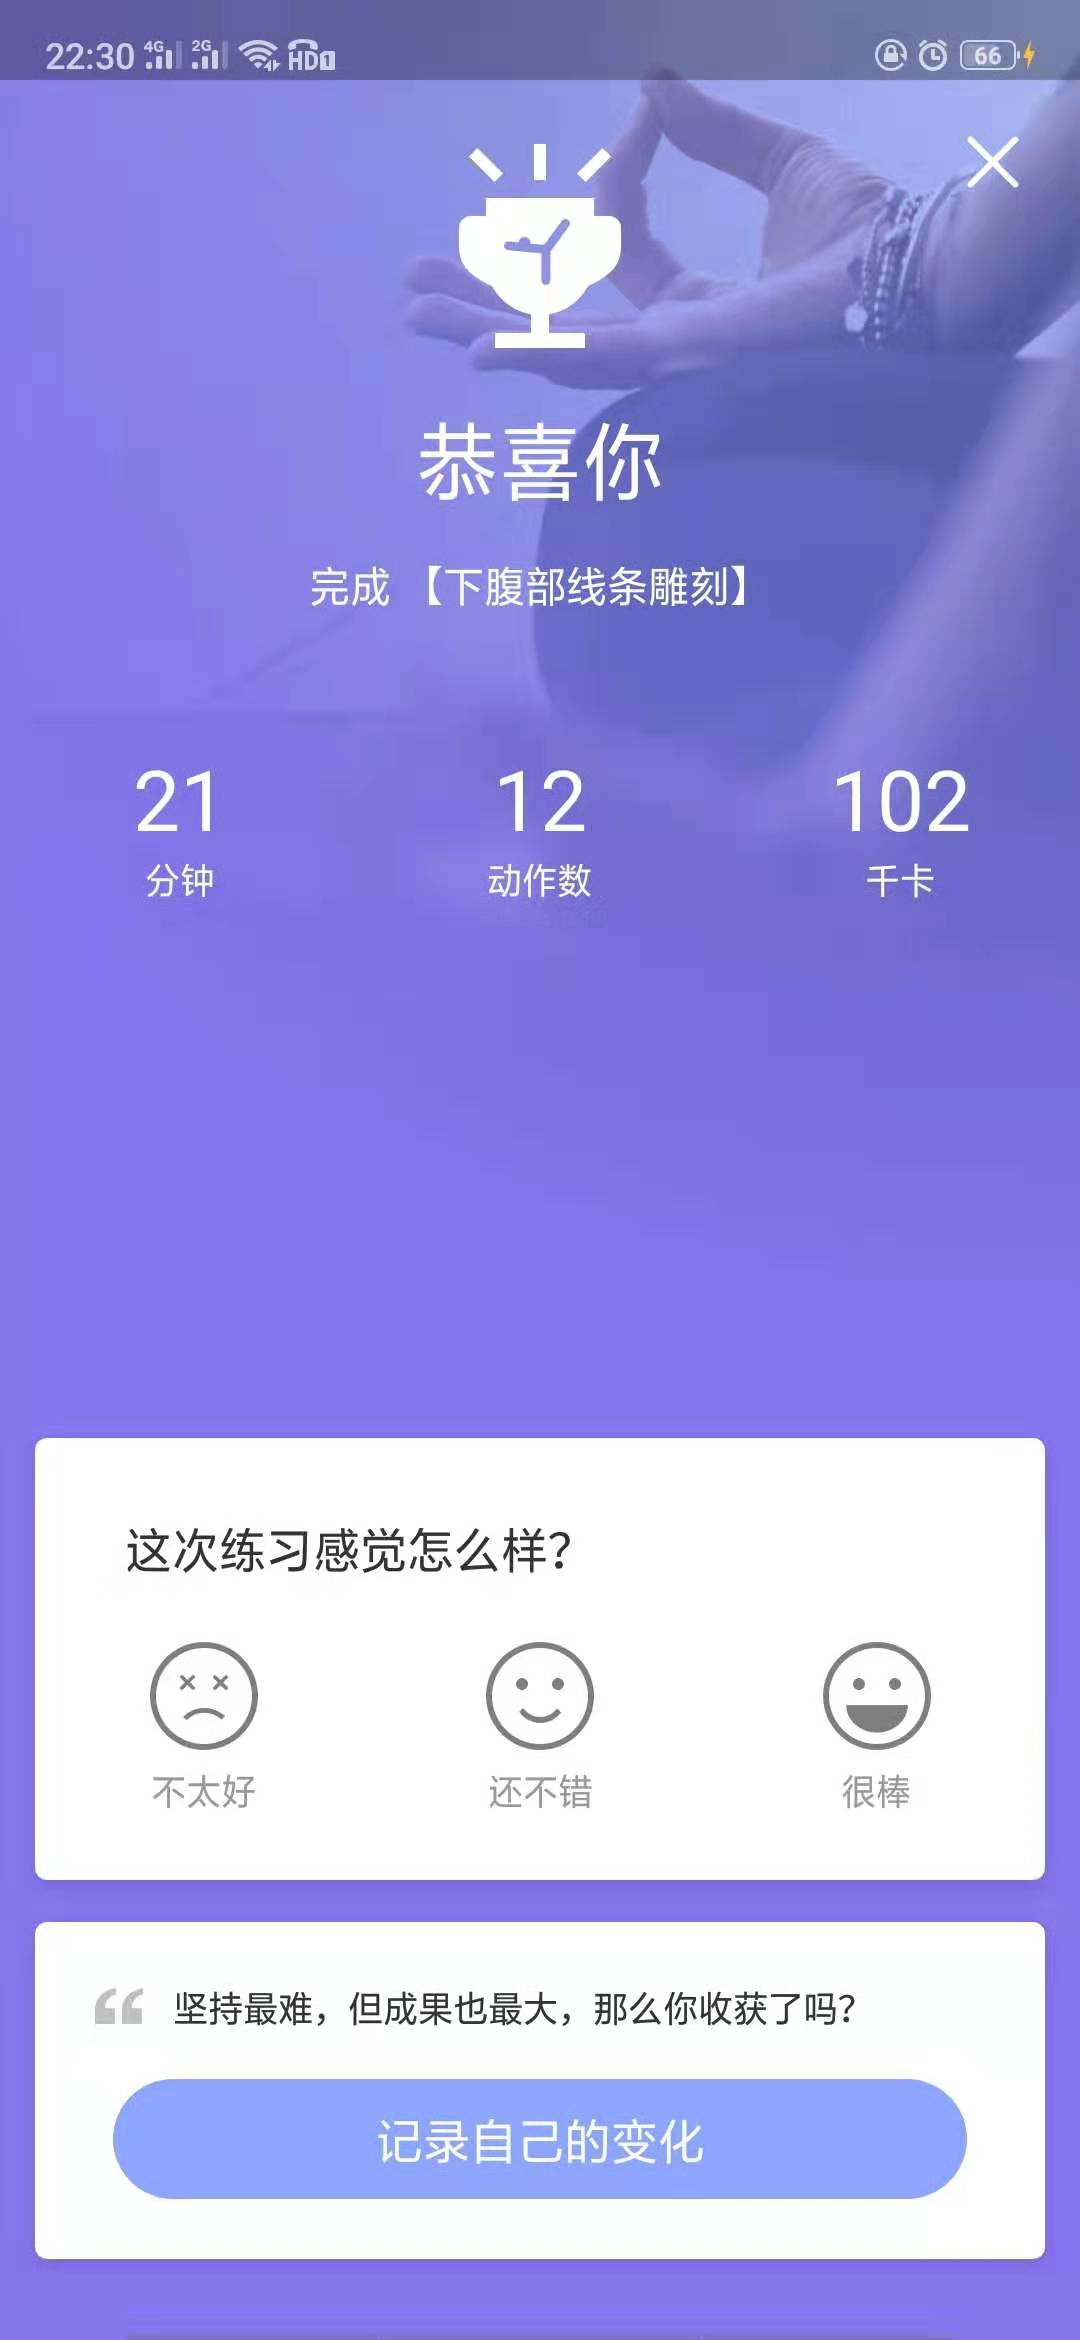 22:30 4G 2G HD1 66
恭喜你
完成 【下腹部线条雕刻】
21 12 102
分钟 动作数 千卡
这次练习感觉怎么样？
不太好 还不错 很棒
坚持最难，但成果也最大，那么你收获了吗？
记录自己的变化